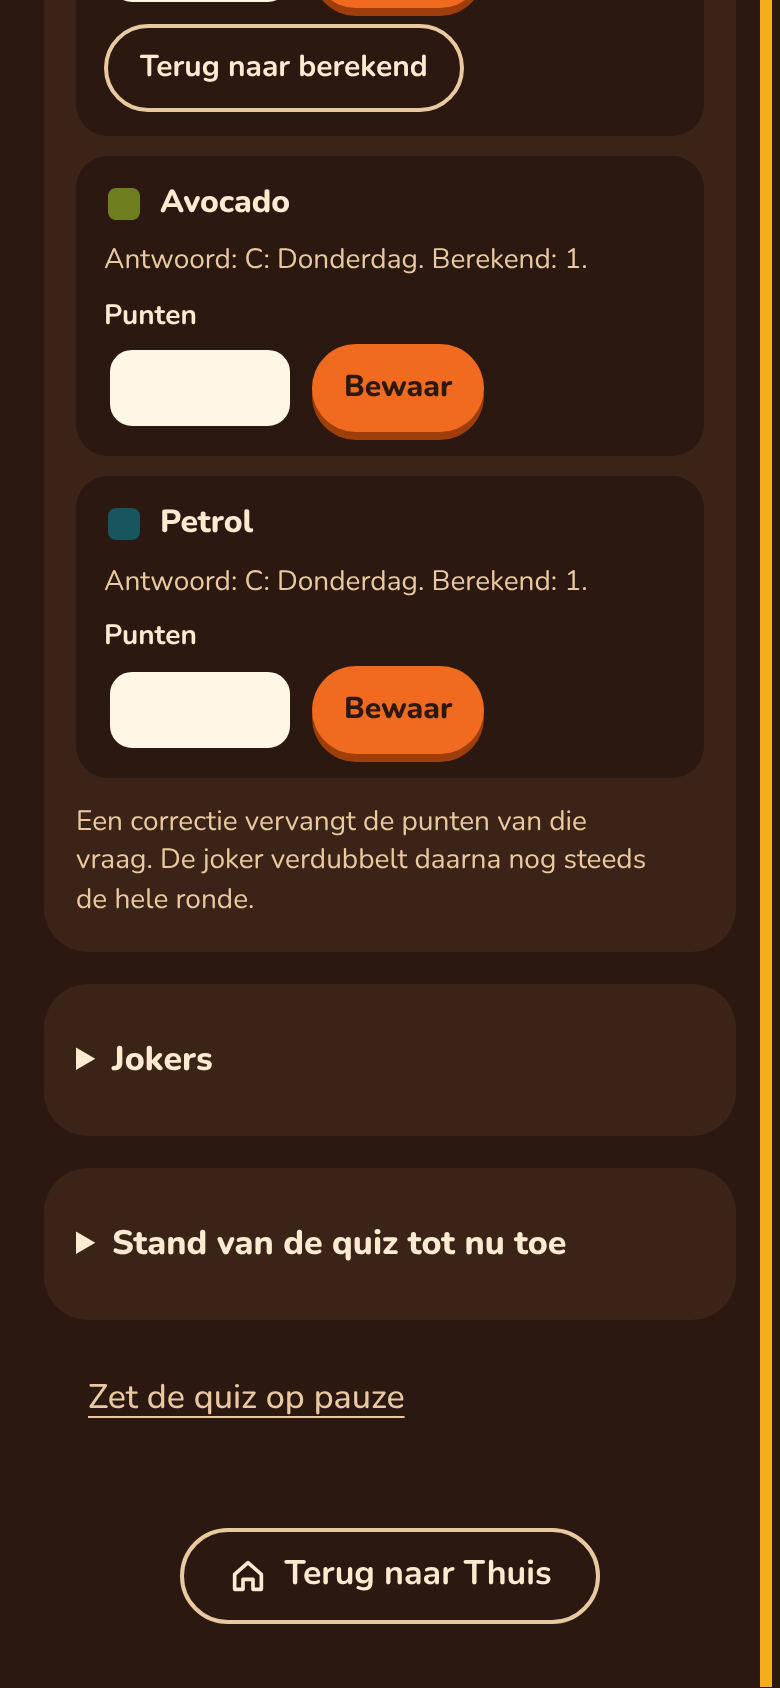 Terug naar berekend
Avocado
Antwoord: C: Donderdag. Berekend: 1.
Punten
Bewaar
Petrol
Antwoord: C: Donderdag. Berekend: 1.
Punten
Bewaar
Een correctie vervangt de punten van die
vraag. De joker verdubbelt daarna nog steeds
de hele ronde.
Jokers
Stand van de quiz tot nu toe
Zet de quiz op pauze
Terug naar Thuis